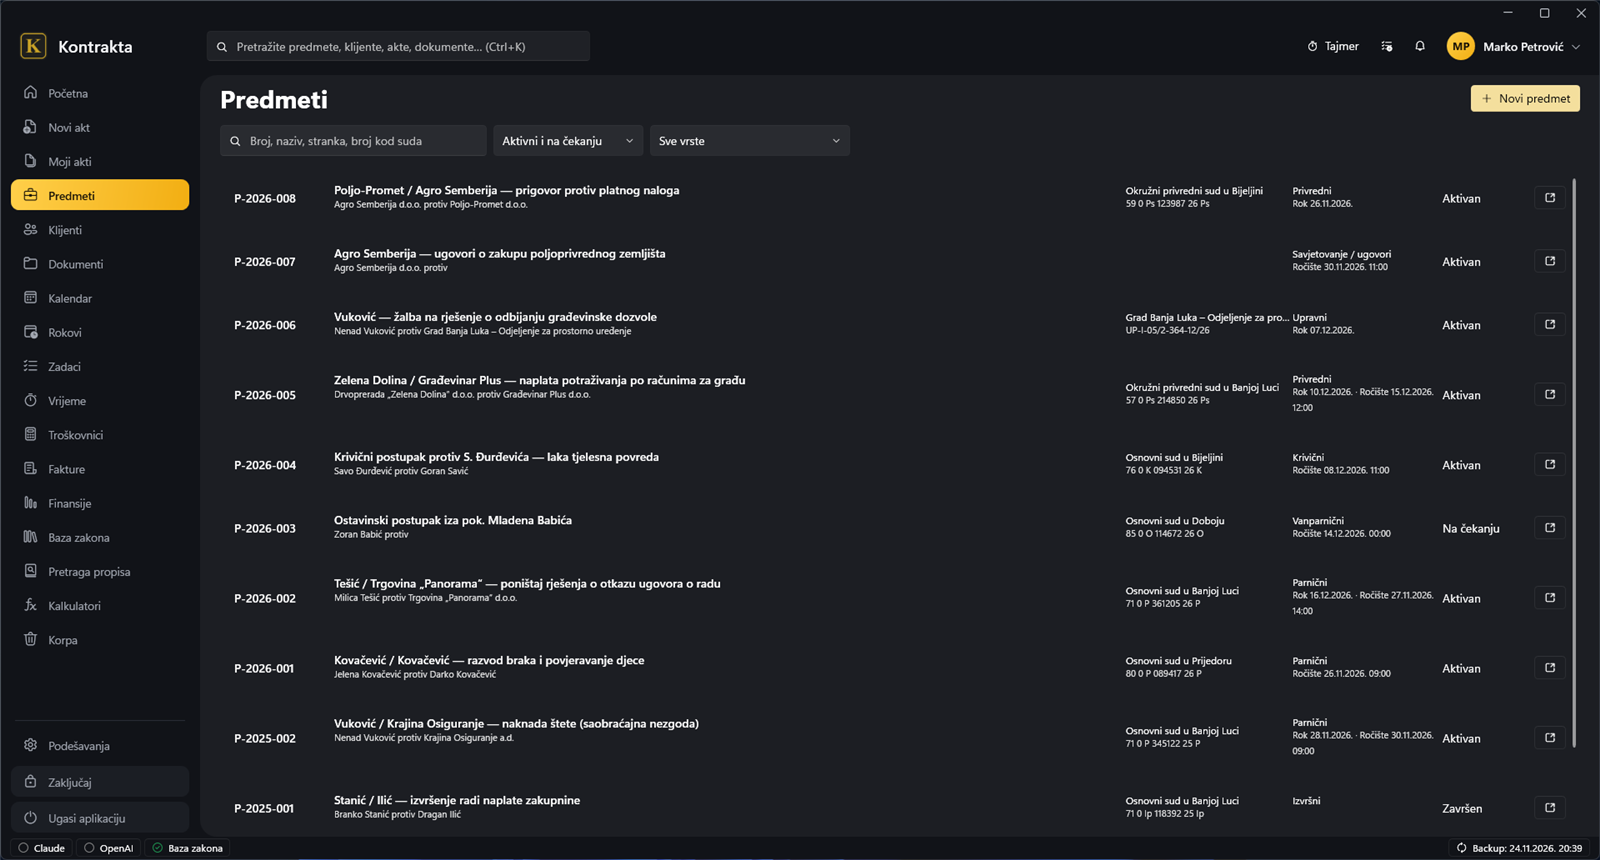 K Kontrakta
Pretražite predmete, klijente, akte, dokumente... (Ctrl+K)
Tajmer
MP Marko Petrović
Početna
Novi akt
Moji akti
Predmeti
Klijenti
Dokumenti
Kalendar
Rokovi
Zadaci
Vrijeme
Troškovnici
Fakture
Finansije
Baza zakona
Pretraga propisa
Kalkulatori
Korpa
Podešavanja
Zaključaj
Ugasi aplikaciju
Predmeti
+ Novi predmet
Broj, naziv, stranka, broj kod suda
Aktivni i na čekanju
Sve vrste
P-2026-008
Poljo-Promet / Agro Semberija — prigovor protiv platnog naloga
Agro Semberija d.o.o. protiv Poljo-Promet d.o.o.
Okružni privredni sud u Bijeljini
59 0 Ps 123987 26 Ps
Privredni
Rok 26.11.2026.
Aktivan
P-2026-007
Agro Semberija — ugovori o zakupu poljoprivrednog zemljišta
Agro Semberija d.o.o. protiv
Savjetovanje / ugovori
Ročište 30.11.2026. 11:00
Aktivan
P-2026-006
Vuković — žalba na rješenje o odbijanju građevinske dozvole
Nenad Vuković protiv Grad Banja Luka – Odjeljenje za prostorno uređenje
Grad Banja Luka – Odjeljenje za pro...
UP-I-05/2-364-12/26
Upravni
Rok 07.12.2026.
Aktivan
P-2026-005
Zelena Dolina / Građevinar Plus — naplata potraživanja po računima za građu
Drvoprerada „Zelena Dolina“ d.o.o. protiv Građevinar Plus d.o.o.
Okružni privredni sud u Banjoj Luci
57 0 Ps 214850 26 Ps
Privredni
Rok 10.12.2026. · Ročište 15.12.2026.
12:00
Aktivan
P-2026-004
Krivični postupak protiv S. Đurđevića — laka tjelesna povreda
Savo Đurđević protiv Goran Savić
Osnovni sud u Bijeljini
76 0 K 094531 26 K
Krivični
Ročište 08.12.2026. 11:00
Aktivan
P-2026-003
Ostavinski postupak iza pok. Mladena Babića
Zoran Babić protiv
Osnovni sud u Doboju
85 0 O 114672 26 O
Vanparnični
Ročište 14.12.2026. 00:00
Na čekanju
P-2026-002
Tešić / Trgovina „Panorama“ — poništaj rješenja o otkazu ugovora o radu
Milica Tešić protiv Trgovina „Panorama“ d.o.o.
Osnovni sud u Banjoj Luci
71 0 P 361205 26 P
Parnični
Rok 16.12.2026. · Ročište 27.11.2026.
14:00
Aktivan
P-2026-001
Kovačević / Kovačević — razvod braka i povjeravanje djece
Jelena Kovačević protiv Darko Kovačević
Osnovni sud u Prijedoru
80 0 P 089417 26 P
Parnični
Ročište 26.11.2026. 09:00
Aktivan
P-2025-002
Vuković / Krajina Osiguranje — naknada štete (saobraćajna nezgoda)
Nenad Vuković protiv Krajina Osiguranje a.d.
Osnovni sud u Banjoj Luci
71 0 P 345122 25 P
Parnični
Rok 28.11.2026. · Ročište 30.11.2026.
09:00
Aktivan
P-2025-001
Stanić / Ilić — izvršenje radi naplate zakupnine
Branko Stanić protiv Dragan Ilić
Osnovni sud u Banjoj Luci
71 0 Ip 118392 25 Ip
Izvršni
Završen
Claude
OpenAI
Baza zakona
Backup: 24.11.2026. 20:39